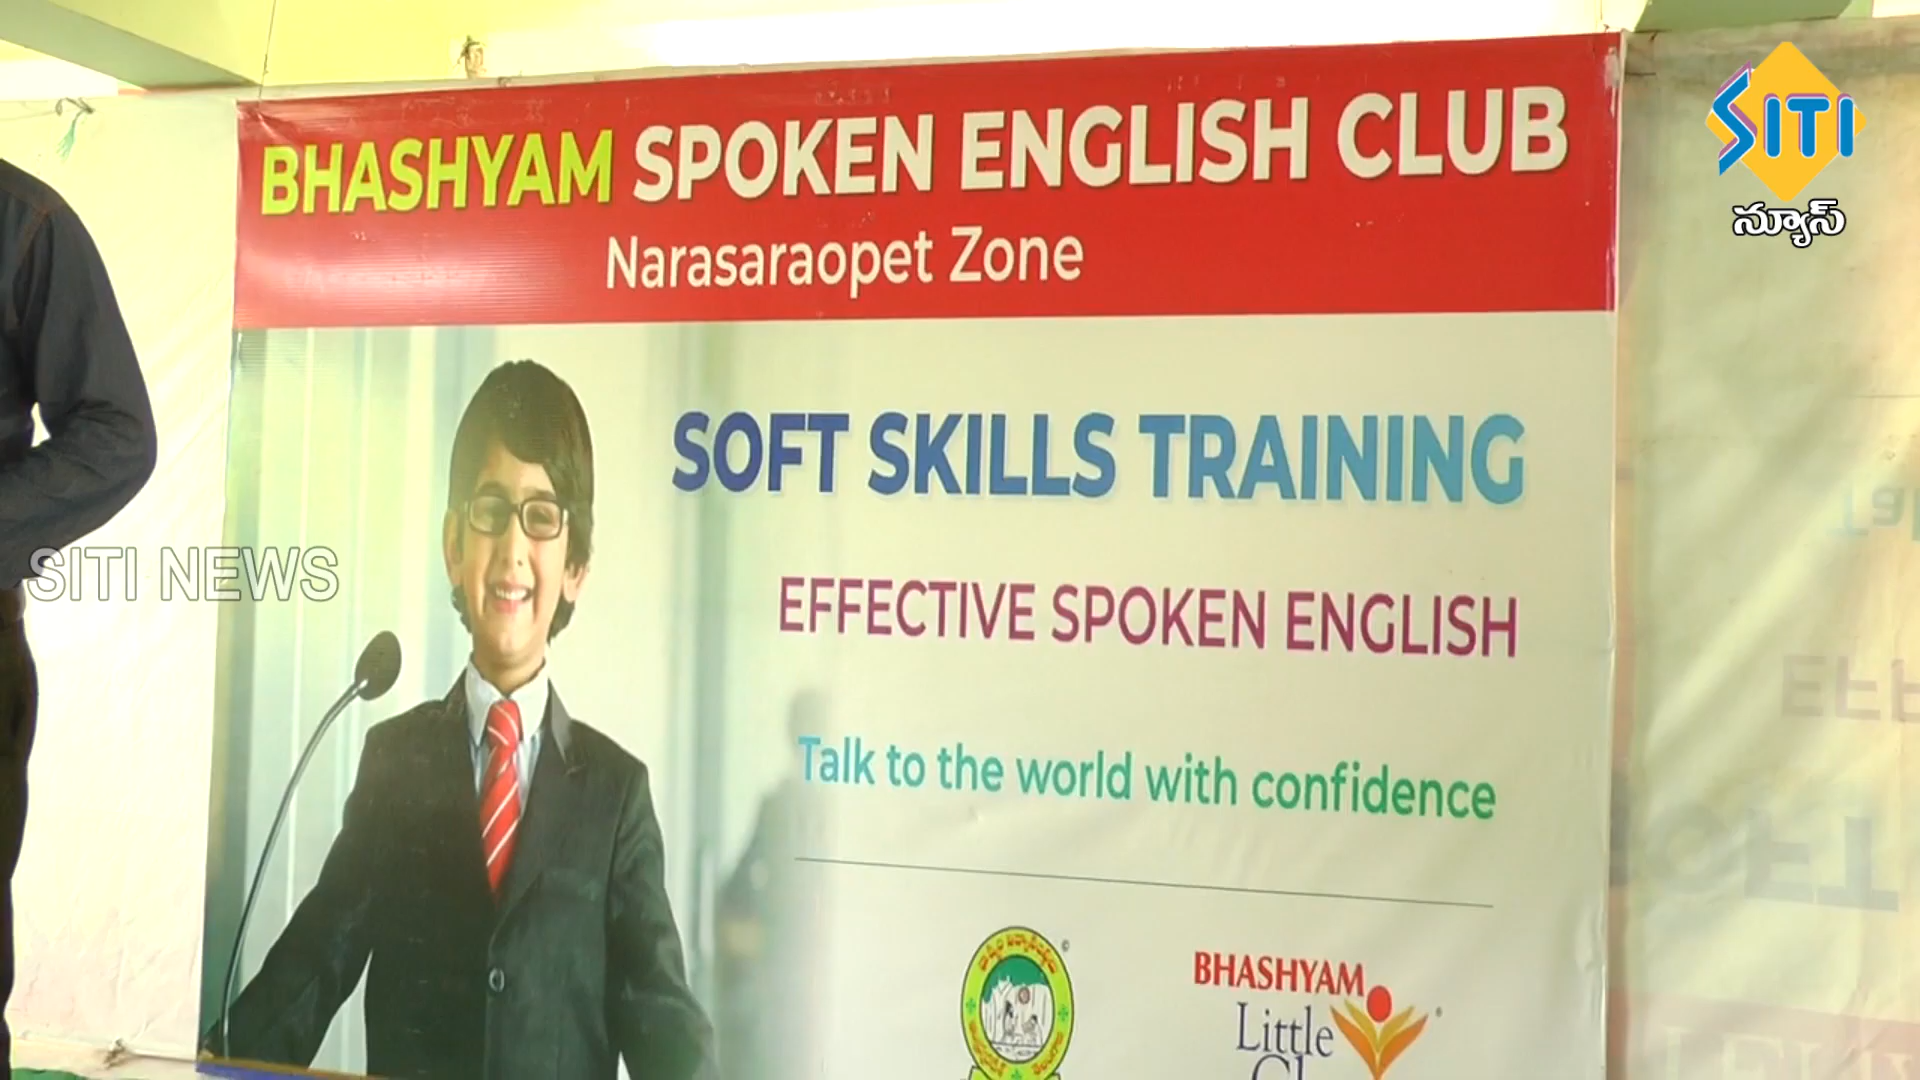 BHASHYAM SPOKEN ENGLISH CLUB
Narasaraopet Zone
SITI
న్యూస్
SOFT SKILLS TRAINING
EFFECTIVE SPOKEN ENGLISH
SITI NEWS
Talk to the world with confidence
BHASHYAM
Little